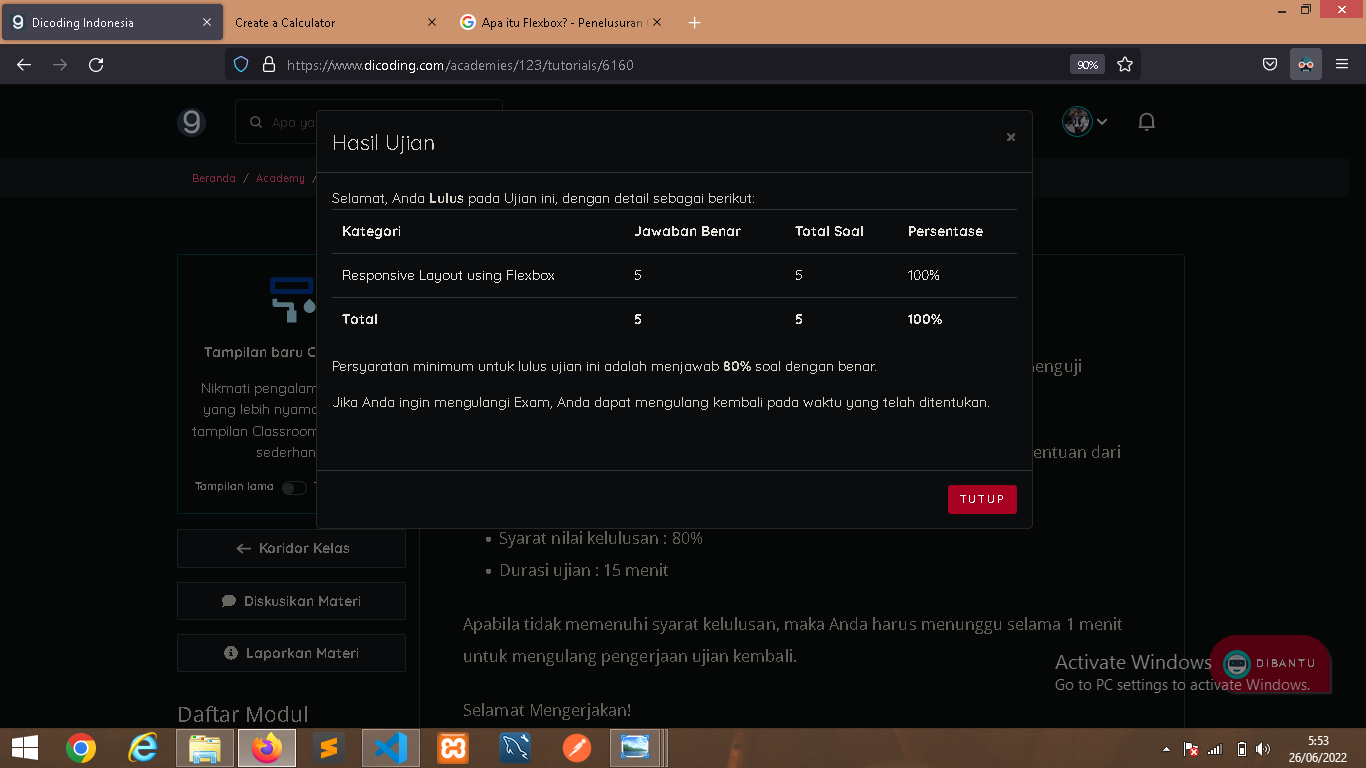 Dicoding Indonesia
Create a Calculator
Apa itu Flexbox? - Penelusuran
https://www.dicoding.com/academies/123/tutorials/6160
90%
Apa ya
Hasil Ujian
Beranda / Academy /
Selamat, Anda Lulus pada Ujian ini, dengan detail sebagai berikut:
Kategori Jawaban Benar Total Soal Persentase
Responsive Layout using Flexbox 5 5 100%
Total 5 5 100%
Persyaratan minimum untuk lulus ujian ini adalah menjawab 80% soal dengan benar.
Jika Anda ingin mengulangi Exam, Anda dapat mengulang kembali pada waktu yang telah ditentukan.
TUTUP
Tampilan baru C
Nikmati pengalam
yang lebih nyama
tampilan Classroom
sederhan
Tampilan lama
enguji
entuan dari
Koridor Kelas
Diskusikan Materi
Laporkan Materi
Daftar Modul
Syarat nilai kelulusan : 80%
Durasi ujian : 15 menit
Apabila tidak memenuhi syarat kelulusan, maka Anda harus menunggu selama 1 menit
untuk mengulang pengerjaan ujian kembali.
Selamat Mengerjakan!
Activate Windows
Go to PC settings to activate Windows.
DIBANTU
5:53
26/06/2022